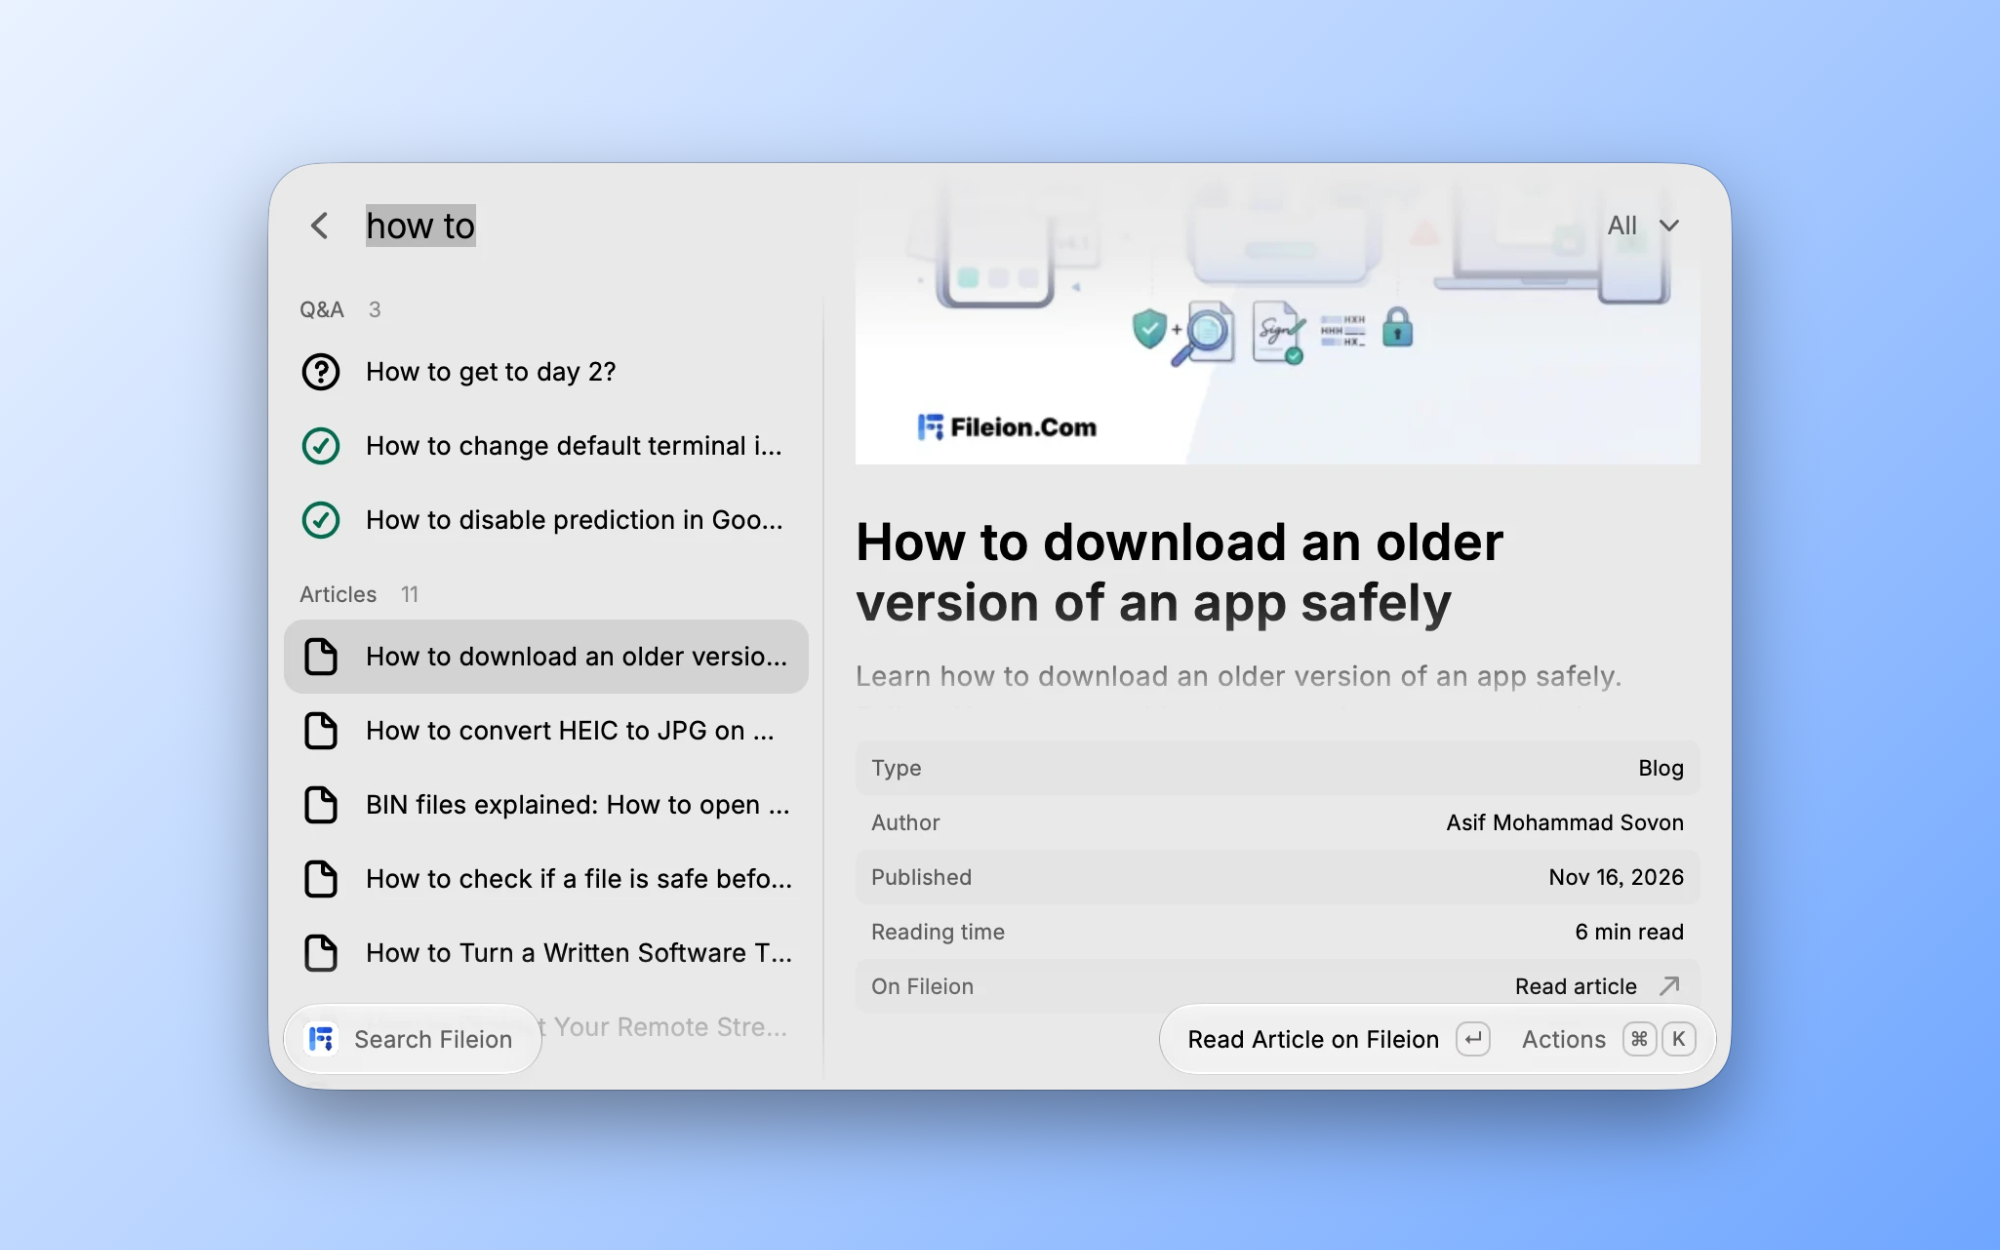 how to
All
Q&A 3
How to get to day 2?
How to change default terminal i...
How to disable prediction in Goo...
Articles 11
How to download an older versio...
How to convert HEIC to JPG on ...
BIN files explained: How to open ...
How to check if a file is safe befo...
How to Turn a Written Software T...
t Your Remote Stre...
Search Fileion
Sign
HXH
HHH
HX_
Fileion.Com
How to download an older
version of an app safely
Learn how to download an older version of an app safely.
Type Blog
Author Asif Mohammad Sovon
Published Nov 16, 2026
Reading time 6 min read
On Fileion Read article
Read Article on Fileion Actions ⌘ K